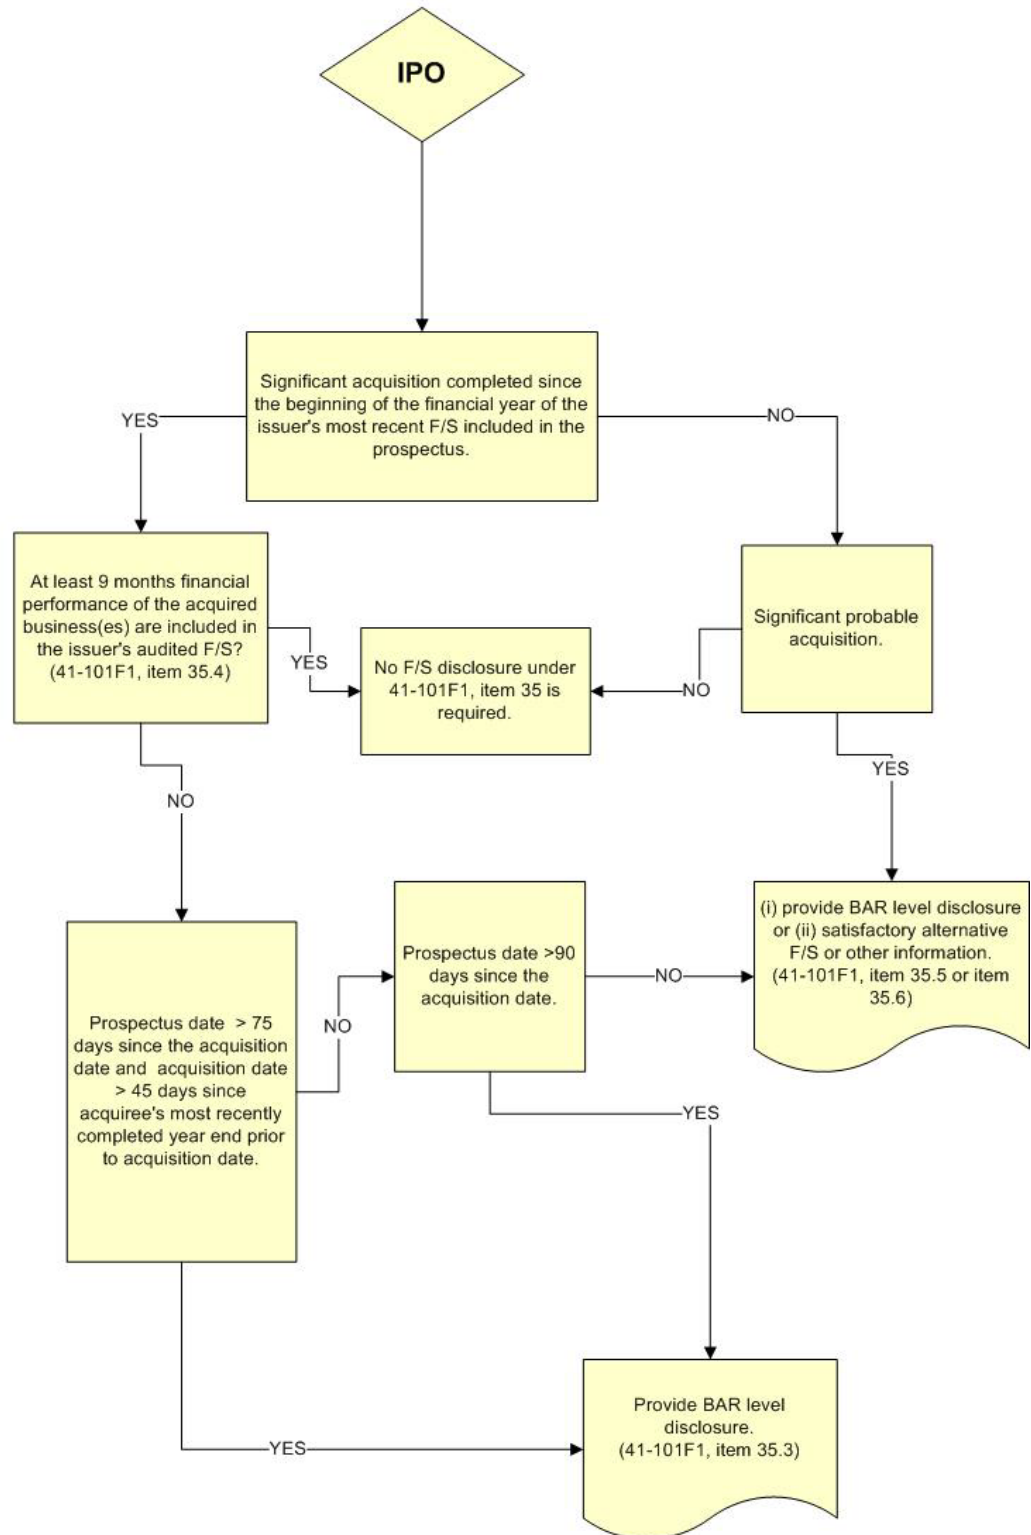 IPO
Significant acquisition completed since
the beginning of the financial year of the
issuer's most recent F/S included in the
prospectus.
YES
NO
At least 9 months financial
performance of the acquired
business(es) are included in
the issuer's audited F/S?
(41-101F1, item 35.4)
YES
No F/S disclosure under
41-101F1, item 35 is
required.
NO
Significant probable
acquisition.
YES
NO
Prospectus date > 75
days since the acquisition
date and acquisition date
> 45 days since
acquiree's most recently
completed year end prior
to acquisition date.
NO
Prospectus date >90
days since the
acquisition date.
NO
(i) provide BAR level disclosure
or (ii) satisfactory alternative
F/S or other information.
(41-101F1, item 35.5 or item
35.6)
YES
YES
Provide BAR level
disclosure.
(41-101F1, item 35.3)